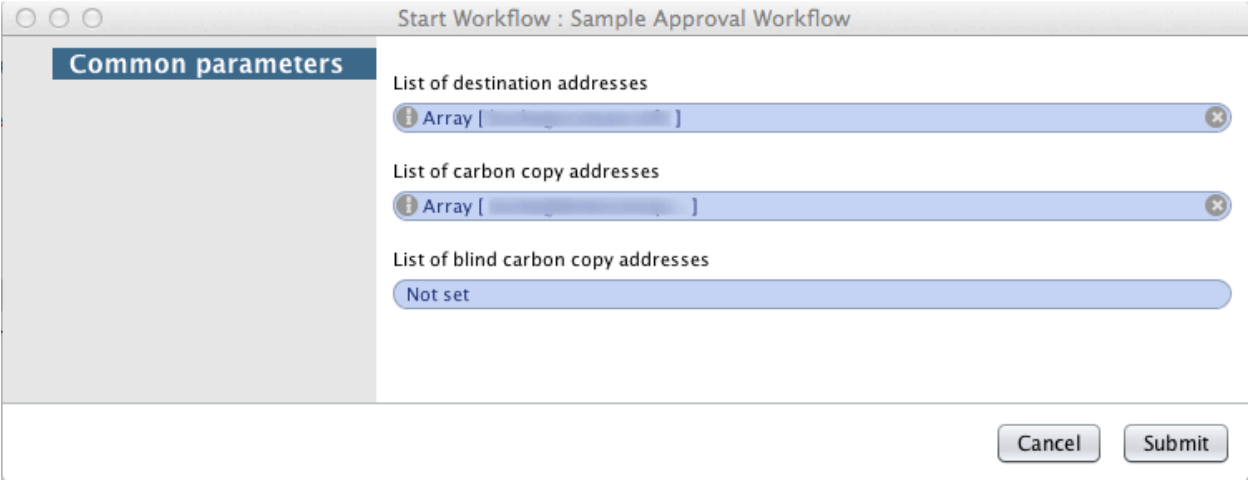 Start Workflow : Sample Approval Workflow
Common parameters
List of destination addresses
Array [ ]
List of carbon copy addresses
Array [ ... ]
List of blind carbon copy addresses
Not set
Cancel Submit